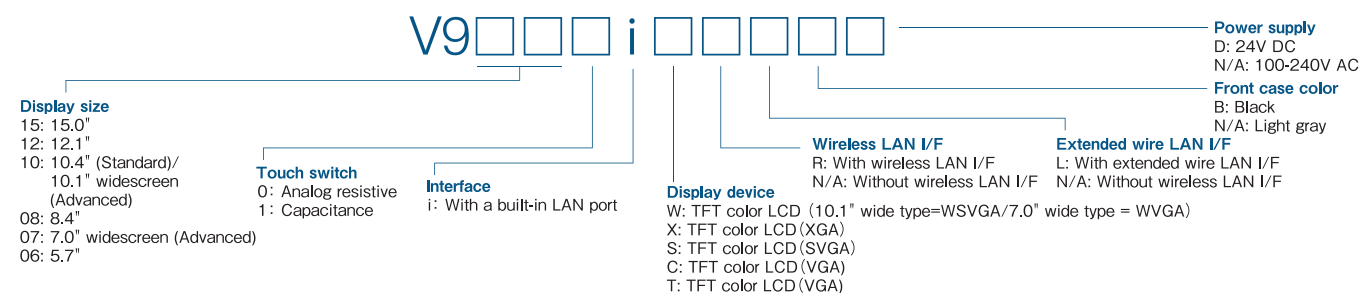 V9□□□i□□□□□
Power supply
D: 24V DC
N/A: 100-240V AC
Front case color
B: Black
N/A: Light gray
Display size
15: 15.0"
12: 12.1"
10: 10.4" (Standard)/
10.1" widescreen
(Advanced)
08: 8.4"
07: 7.0" widescreen (Advanced)
06: 5.7"
Touch switch
0: Analog resistive
1: Capacitance
Interface
i: With a built-in LAN port
Wireless LAN I/F
R: With wireless LAN I/F
N/A: Without wireless LAN I/F
Extended wire LAN I/F
L: With extended wire LAN I/F
N/A: Without wireless LAN I/F
Display device
W: TFT color LCD (10.1" wide type=WSVGA/7.0" wide type = WVGA)
X: TFT color LCD(XGA)
S: TFT color LCD(SVGA)
C: TFT color LCD(VGA)
T: TFT color LCD(VGA)